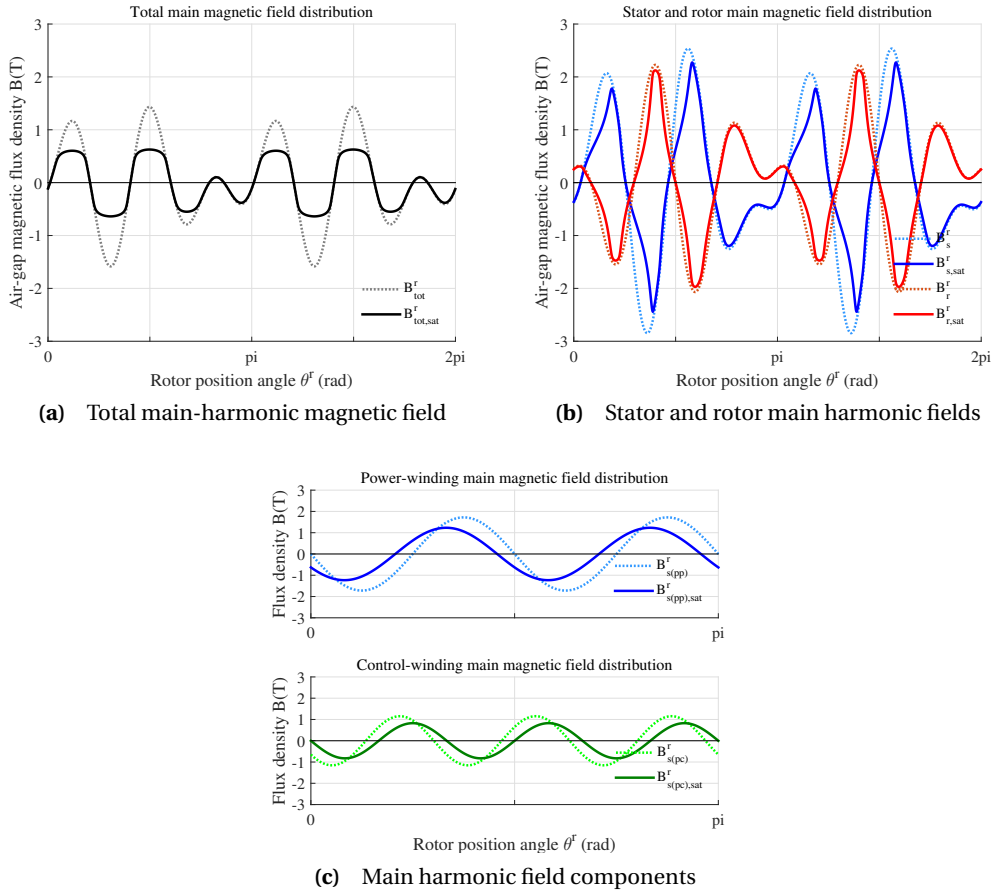 Total main magnetic field distribution
Air-gap magnetic flux density B(T)
3
2
1
0
-1
-2
-3
B^r_tot
B^r_tot,sat
0 pi 2pi
Rotor position angle θ^r (rad)
(a) Total main-harmonic magnetic field
Stator and rotor main magnetic field distribution
Air-gap magnetic flux density B(T)
3
2
1
0
-1
-2
-3
B^r_s
B^r_s,sat
B^r_r
B^r_r,sat
0 pi 2pi
Rotor position angle θ^r (rad)
(b) Stator and rotor main harmonic fields
Power-winding main magnetic field distribution
Flux density B(T)
3
2
1
0
-1
-2
-3
B^r_s(pp)
B^r_s(pp),sat
0 pi
Control-winding main magnetic field distribution
Flux density B(T)
3
2
1
0
-1
-2
-3
B^r_s(pc)
B^r_s(pc),sat
0 pi
Rotor position angle θ^r (rad)
(c) Main harmonic field components